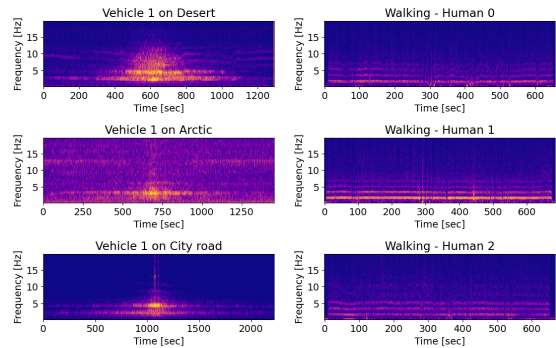 Vehicle 1 on Desert
Frequency [Hz]
15
10
5
0 200 400 600 800 1000 1200
Time [sec]
Walking - Human 0
Frequency [Hz]
15
10
5
0 100 200 300 400 500 600
Time [sec]
Vehicle 1 on Arctic
Frequency [Hz]
15
10
5
0 250 500 750 1000 1250
Time [sec]
Walking - Human 1
Frequency [Hz]
15
10
5
0 100 200 300 400 500 600
Time [sec]
Vehicle 1 on City road
Frequency [Hz]
15
10
5
0 500 1000 1500 2000
Time [sec]
Walking - Human 2
Frequency [Hz]
15
10
5
0 100 200 300 400 500 600
Time [sec]